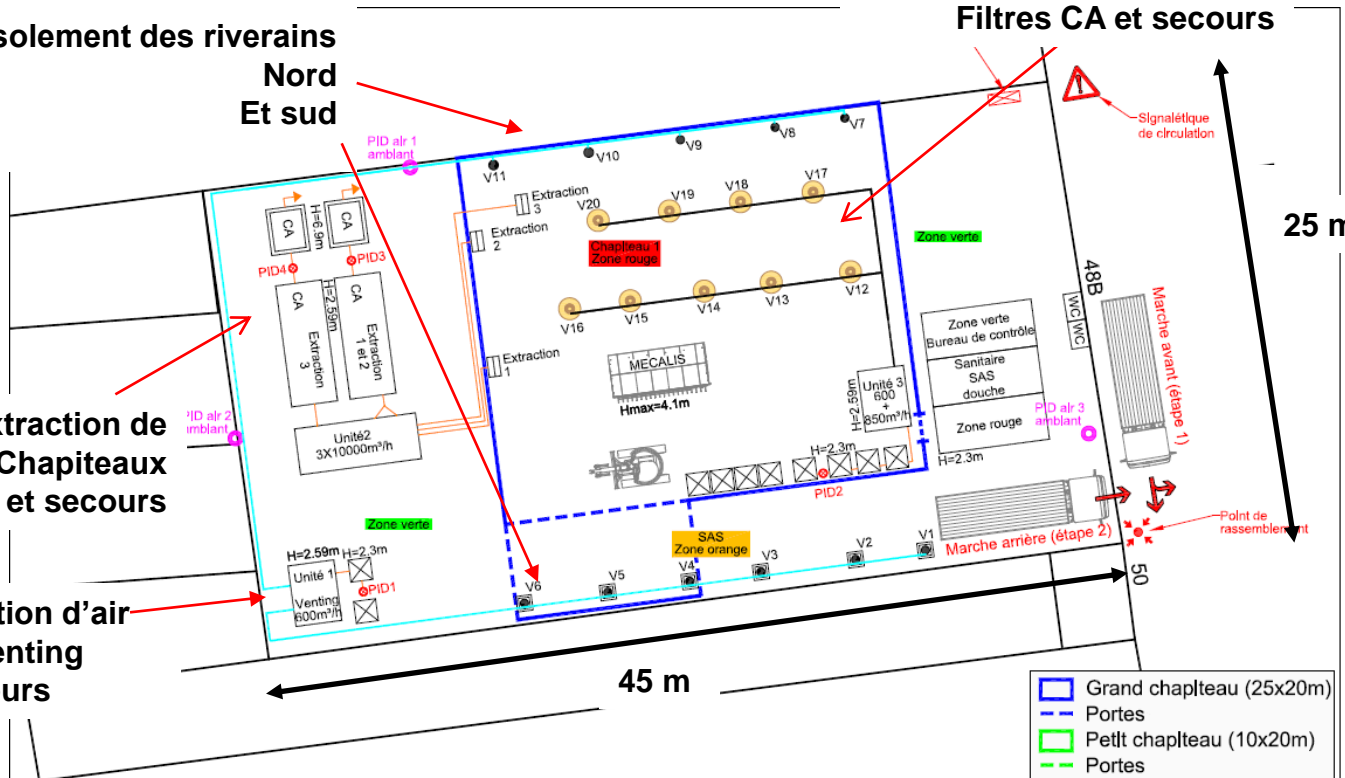 solement des riverains
Nord
Et sud
Filtres CA et secours
Signalétique
de circulation
25 m
PID air 1
ambiant
V11
V10
V9
V8
V7
Extraction
3
Extraction
2
V20
V19
V18
V17
Chapiteau 1
Zone rouge
Zone verte
CA
CA
H=6.9m
PID4
PID3
CA
Extraction
3
H=2.59m
CA
Extraction
1 et 2
V16
V15
V14
V13
V12
Extraction
1
MECALIS
Hmax=4.1m
48B
WC
WC
Zone verte
Bureau de contrôle
Sanitaire
SAS
douche
Zone rouge
H=2.3m
Marche avant (étape 1)
H=2.59m
Unité 3
600
+
850m³/h
PID air 3
ambiant
xtraction de
Chapiteaux
et secours
PID air 2
ambiant
Unité2
3X10000m³/h
H=2.3m
PID2
Zone verte
SAS
Zone orange
V6
V5
V4
V3
V2
V1
Marche arrière (étape 2)
Point de
rassemblement
50
H=2.59m
H=2.3m
Unité 1
Venting
600m³/h
PID1
tion d'air
enting
ours
45 m
Grand chapiteau (25x20m)
Portes
Petit chapiteau (10x20m)
Portes